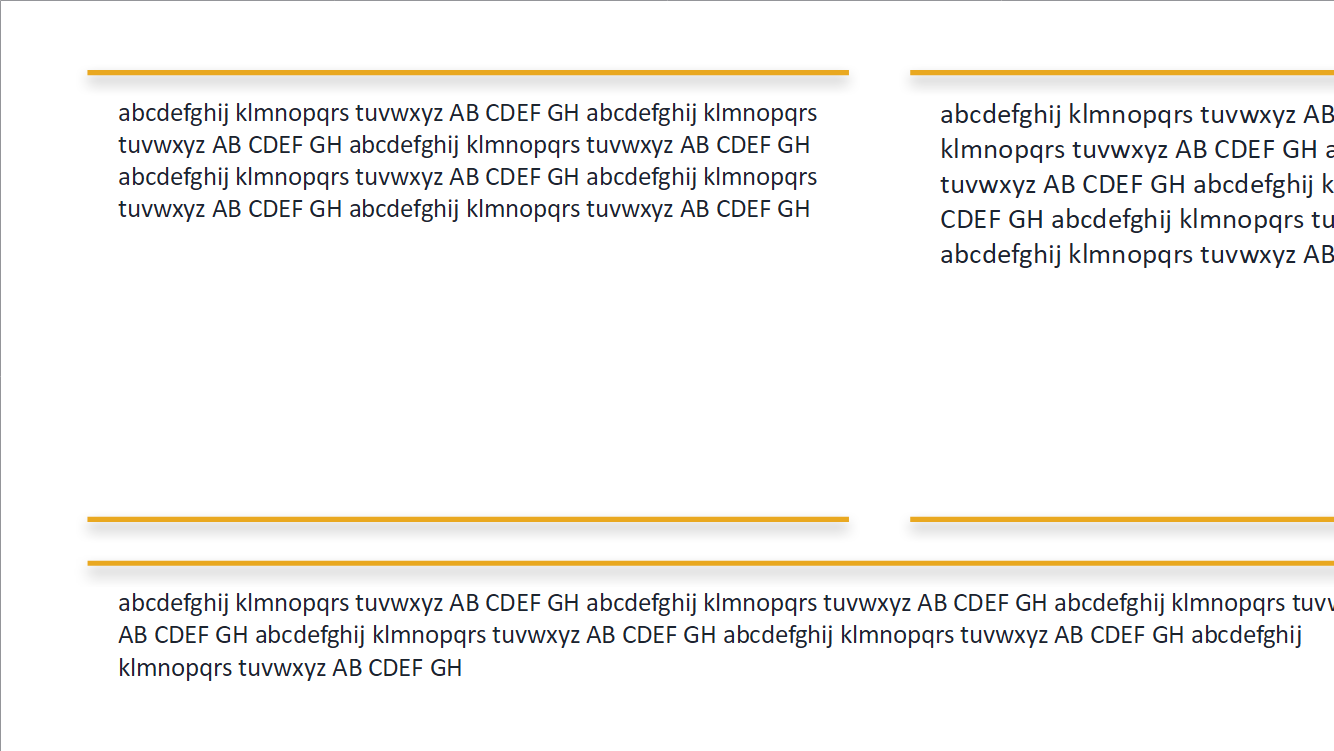 abcdefghij klmnopqrs tuvwxyz AB CDEF GH abcdefghij klmnopqrs
tuvwxyz AB CDEF GH abcdefghij klmnopqrs tuvwxyz AB CDEF GH
abcdefghij klmnopqrs tuvwxyz AB CDEF GH abcdefghij klmnopqrs
tuvwxyz AB CDEF GH abcdefghij klmnopqrs tuvwxyz AB CDEF GH
abcdefghij klmnopqrs tuvwxyz AB
klmnopqrs tuvwxyz AB CDEF GH
tuvwxyz AB CDEF GH abcdefghij
CDEF GH abcdefghij klmnopqrs
abcdefghij klmnopqrs tuvwxyz AB
abcdefghij klmnopqrs tuvwxyz AB CDEF GH abcdefghij klmnopqrs tuvwxyz AB CDEF GH abcdefghij klmnopqrs
AB CDEF GH abcdefghij klmnopqrs tuvwxyz AB CDEF GH abcdefghij klmnopqrs tuvwxyz AB CDEF GH abcdefghij
klmnopqrs tuvwxyz AB CDEF GH